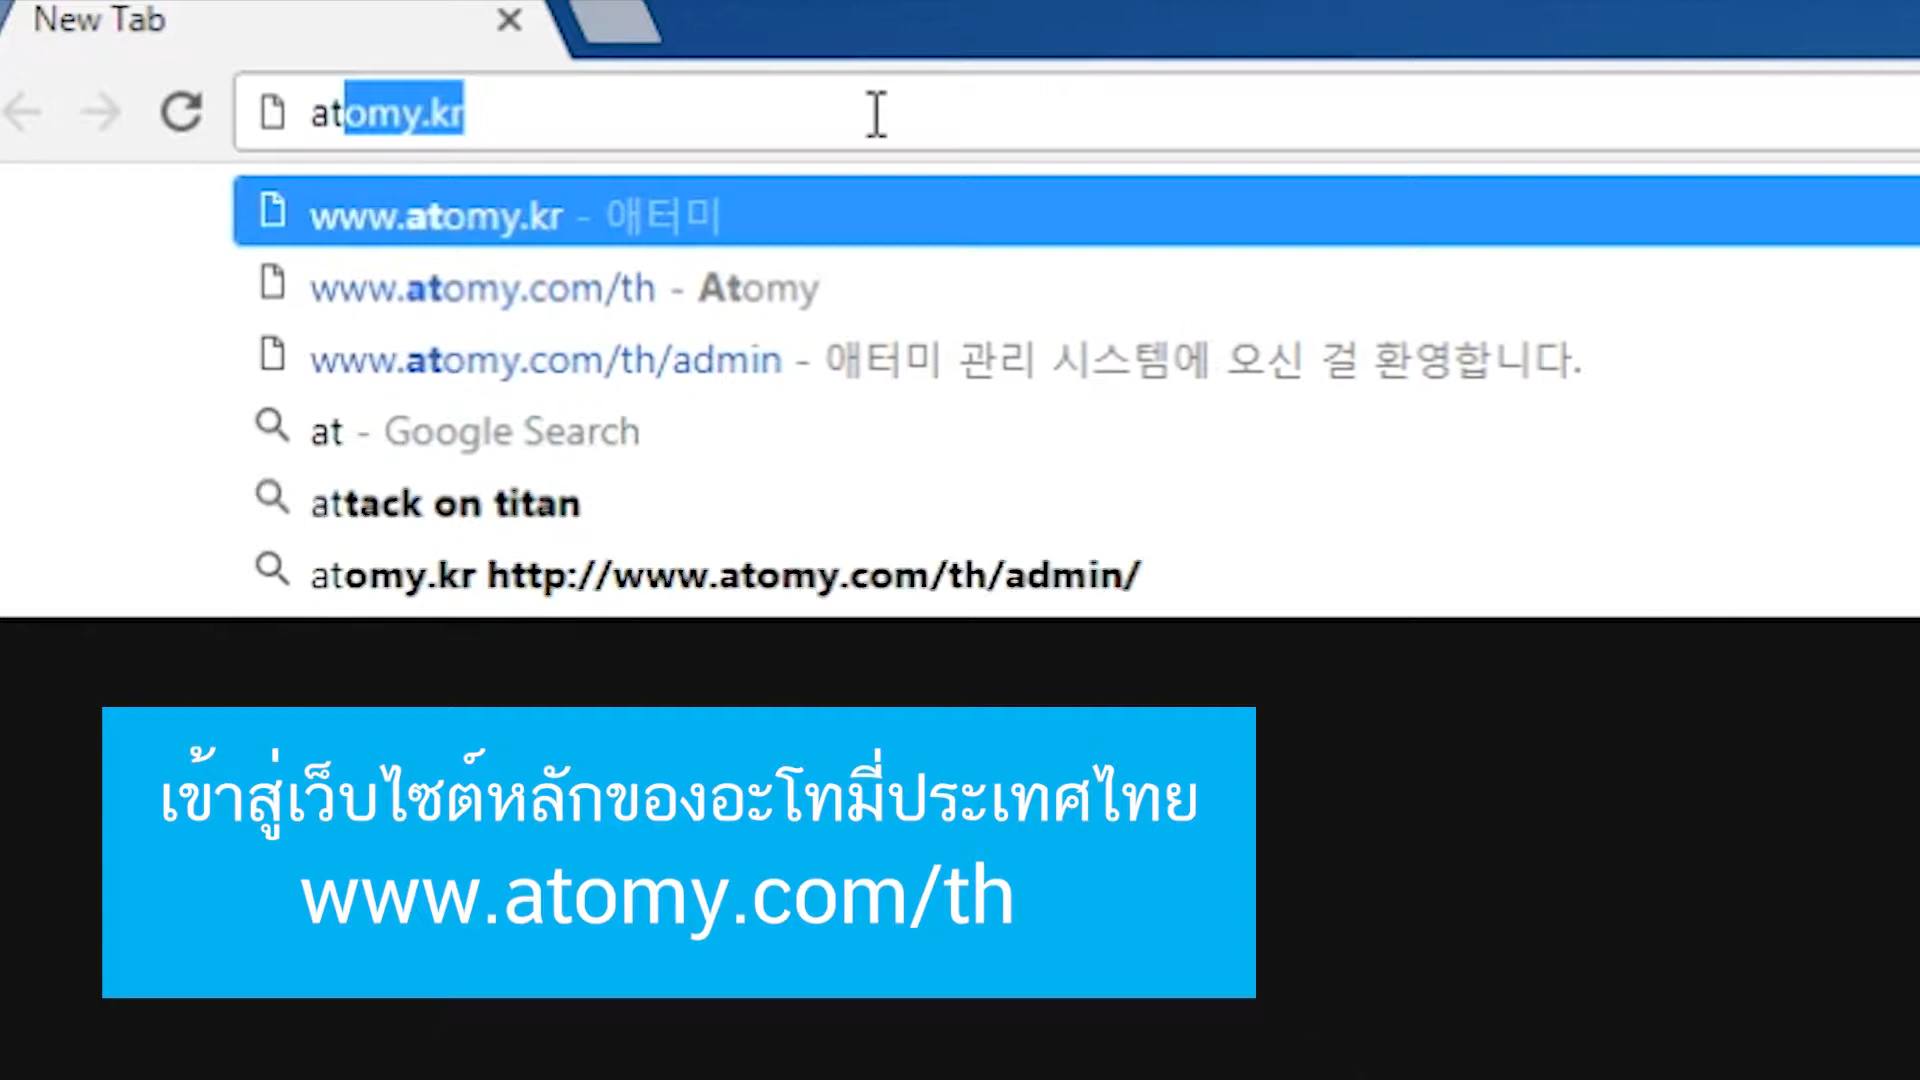 New Tab
atomy.kr
www.atomy.kr - 애터미
www.atomy.com/th - Atomy
www.atomy.com/th/admin - 애터미 관리 시스템에 오신 걸 환영합니다.
at - Google Search
attack on titan
atomy.kr http://www.atomy.com/th/admin/
เข้าสู่เว็บไซต์หลักของอะโทมี่ประเทศไทย
www.atomy.com/th